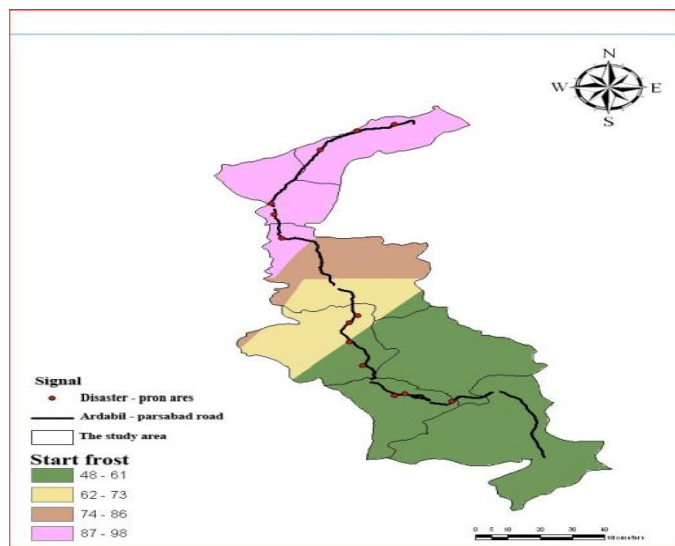 N
W E
S
Signal
Disaster - pron ares
Ardabil - parsabad road
The study area
Start frost
48 - 61
62 - 73
74 - 86
87 - 98
0 5 10 20 30 40
Kilometers